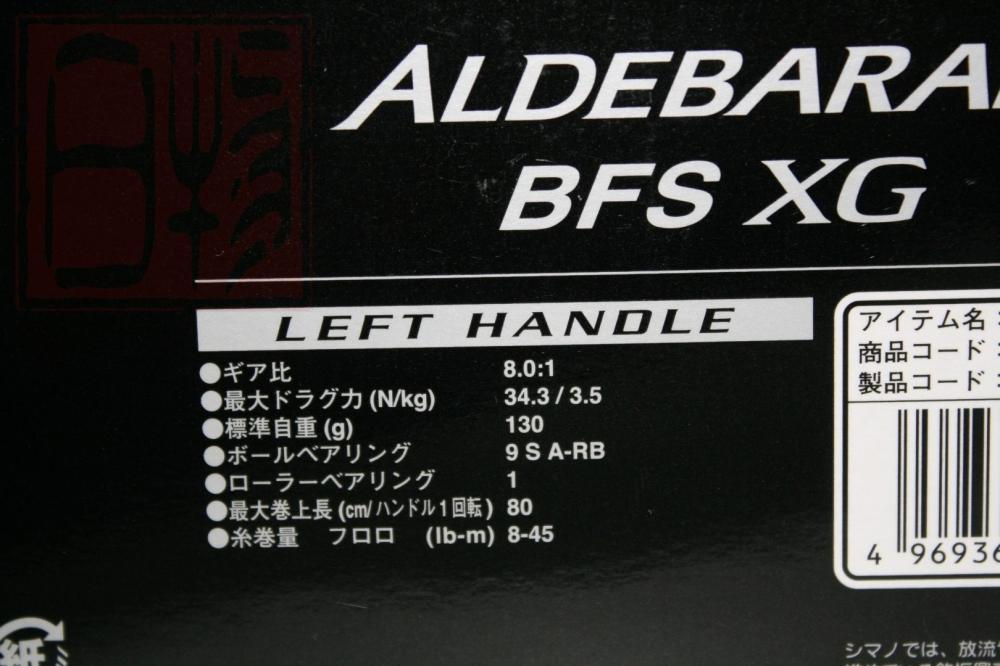 ALDEBARA
BFS XG
LEFT HANDLE
●ギア比 8.0:1
●最大ドラグ力 (N/kg) 34.3 / 3.5
●標準自重 (g) 130
●ボールベアリング 9 S A-RB
●ローラーベアリング 1
●最大巻上長 (cm/ハンドル1回転) 80
●糸巻量 フロロ (lb-m) 8-45
アイテム名
商品コード
製品コード
4 96936
シマノでは、放流